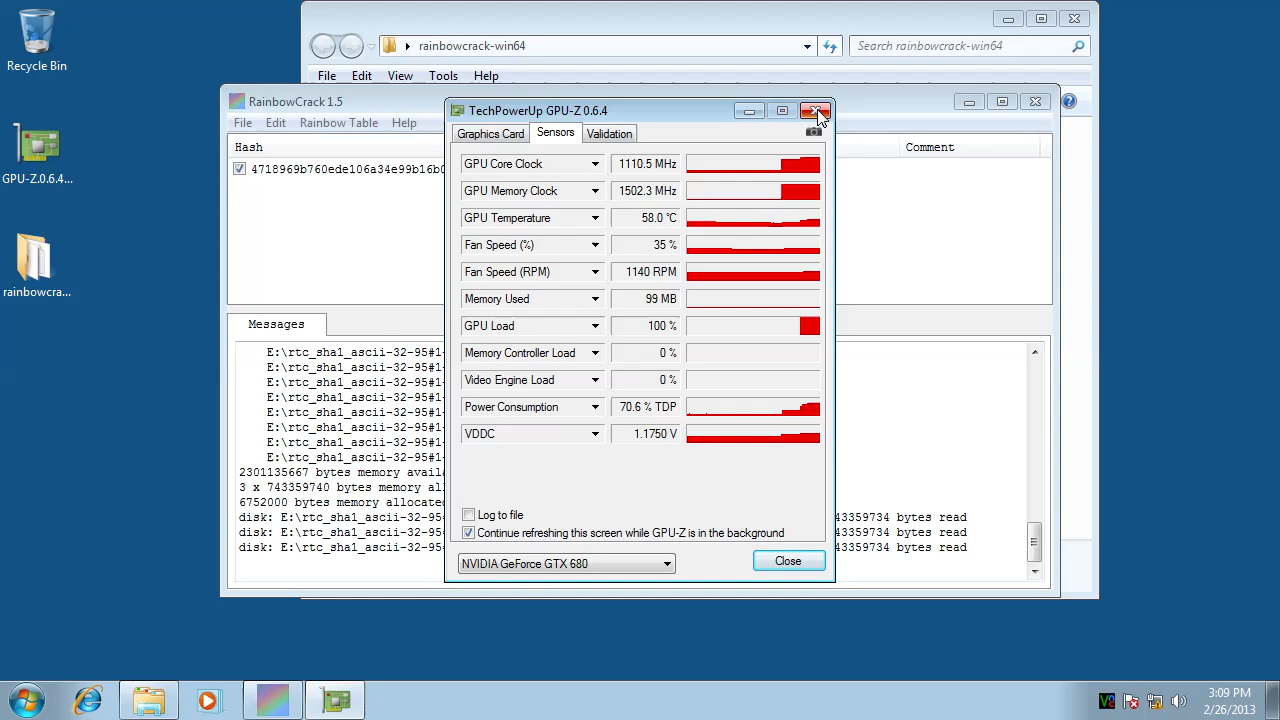 Recycle Bin
GPU-Z.0.6.4...
rainbowcra...
rainbowcrack-win64
Search rainbowcrack-win64
File Edit View Tools Help
RainbowCrack 1.5
File Edit Rainbow Table Help
Hash
Comment
4718969b760ede106a34e99b16b0
Messages
E:\rtc_sha1_ascii-32-95#1-
E:\rtc_sha1_ascii-32-95#1-
E:\rtc_sha1_ascii-32-95#1-
E:\rtc_sha1_ascii-32-95#1-
E:\rtc_sha1_ascii-32-95#1-
E:\rtc_sha1_ascii-32-95#1-
E:\rtc_sha1_ascii-32-95#1-
E:\rtc_sha1_ascii-32-95#1-
2301135667 bytes memory avai
3 x 743359740 bytes memory al
6752000 bytes memory allocate
disk: E:\rtc_sha1_ascii-32-95 43359734 bytes read
disk: E:\rtc_sha1_ascii-32-95 43359734 bytes read
disk: E:\rtc_sha1_ascii-32-95 43359734 bytes read
TechPowerUp GPU-Z 0.6.4
Graphics Card Sensors Validation
GPU Core Clock 1110.5 MHz
GPU Memory Clock 1502.3 MHz
GPU Temperature 58.0 °C
Fan Speed (%) 35 %
Fan Speed (RPM) 1140 RPM
Memory Used 99 MB
GPU Load 100 %
Memory Controller Load 0 %
Video Engine Load 0 %
Power Consumption 70.6 % TDP
VDDC 1.1750 V
Log to file
Continue refreshing this screen while GPU-Z is in the background
NVIDIA GeForce GTX 680
Close
3:09 PM
2/26/2013